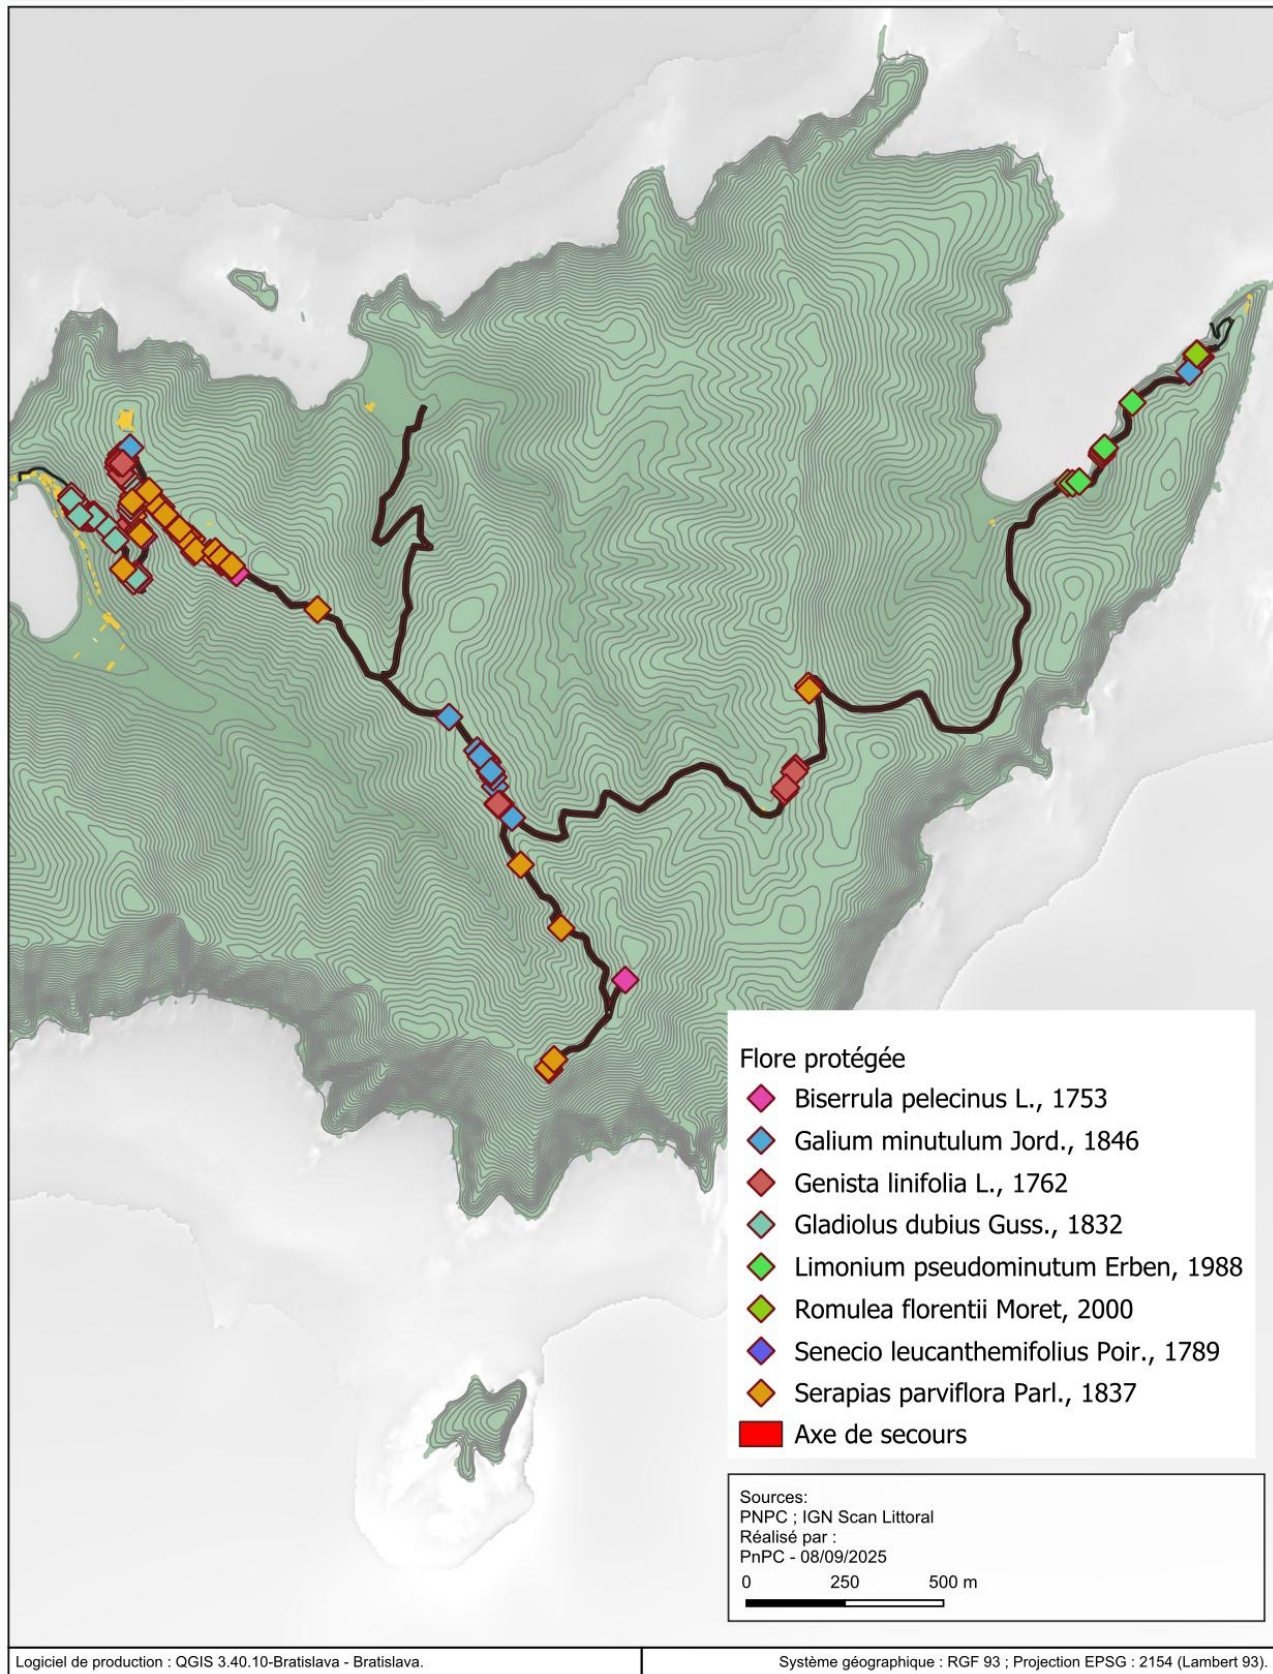 Flore protégée
Biserrula pelecinus L., 1753
Galium minutulum Jord., 1846
Genista linifolia L., 1762
Gladiolus dubius Guss., 1832
Limonium pseudominutum Erben, 1988
Romulea florentii Moret, 2000
Senecio leucanthemifolius Poir., 1789
Serapias parviflora Parl., 1837
Axe de secours
Sources:
PNPC ; IGN Scan Littoral
Réalisé par :
PnPC - 08/09/2025
0 250 500 m
Logiciel de production : QGIS 3.40.10-Bratislava - Bratislava.
Système géographique : RGF 93 ; Projection EPSG : 2154 (Lambert 93).